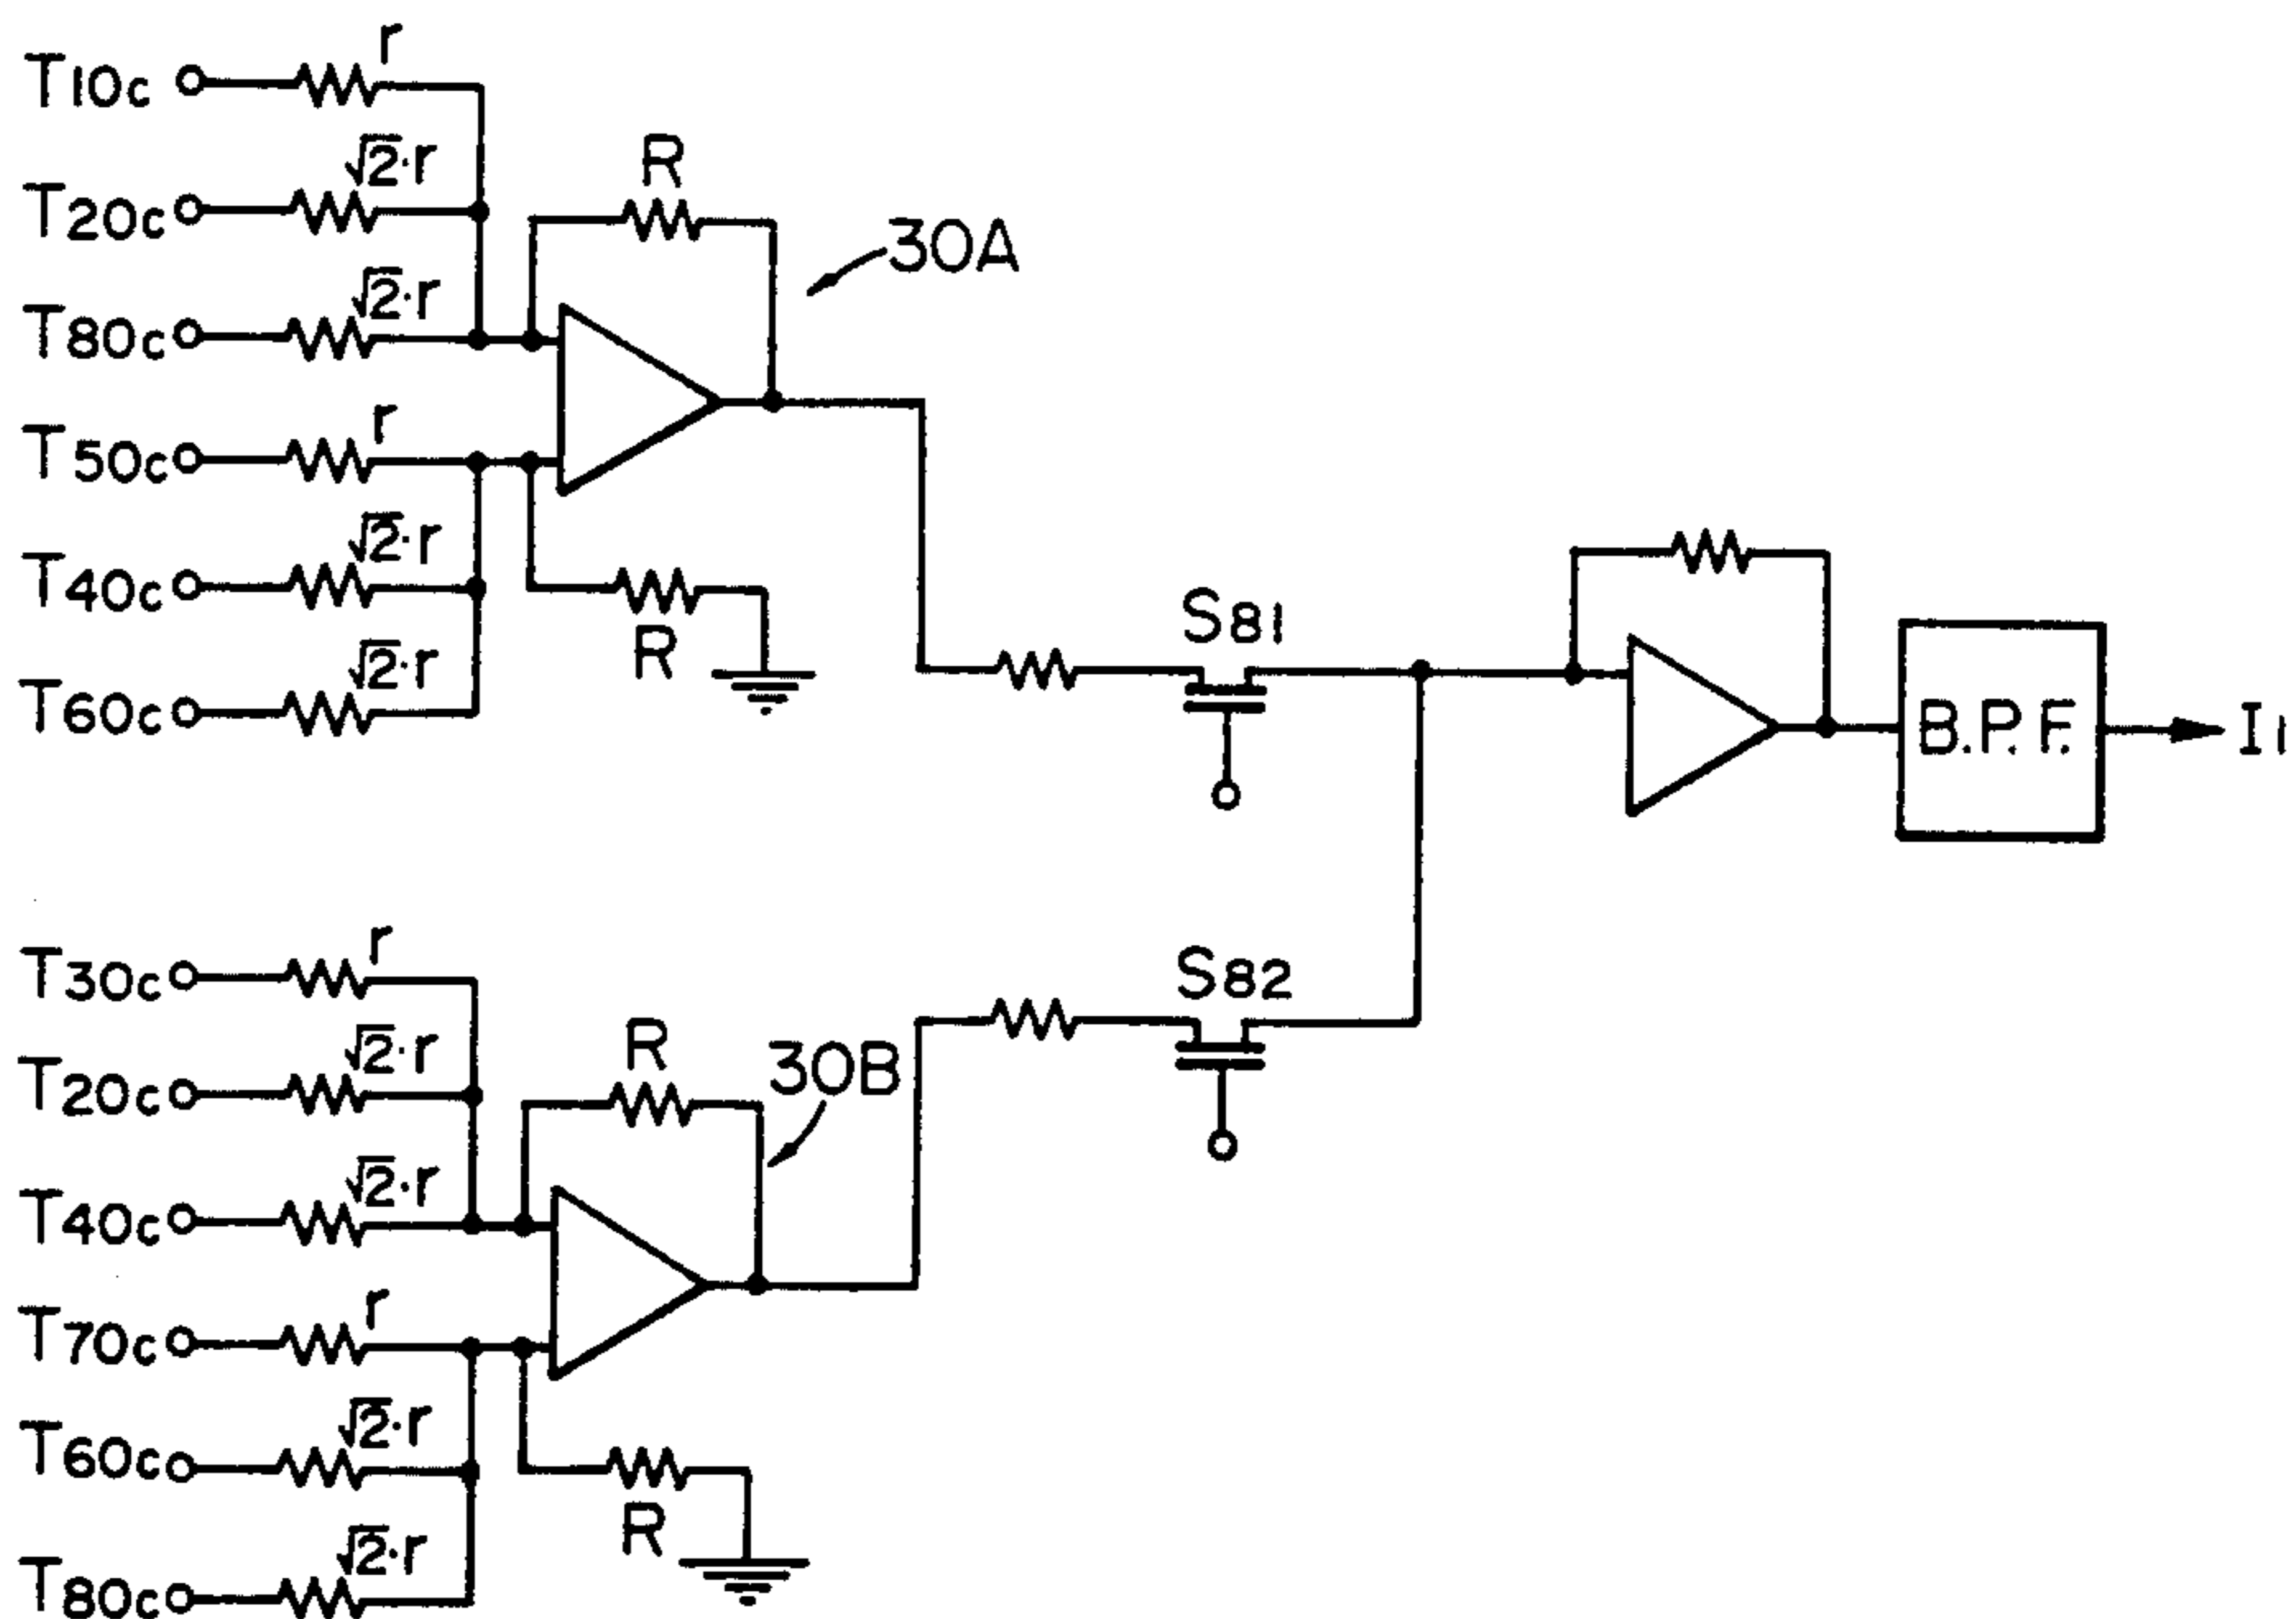 r
T10c
√2·r
T20c
R
30A
√2·r
T80c
r
T50c
√2·r
T40c
√2·r
T60c
R
S81
B.P.F.
I1
r
T30c
S82
√2·r
T20c
R
30B
√2·r
T40c
r
T70c
√2·r
T60c
R
√2·r
T80c